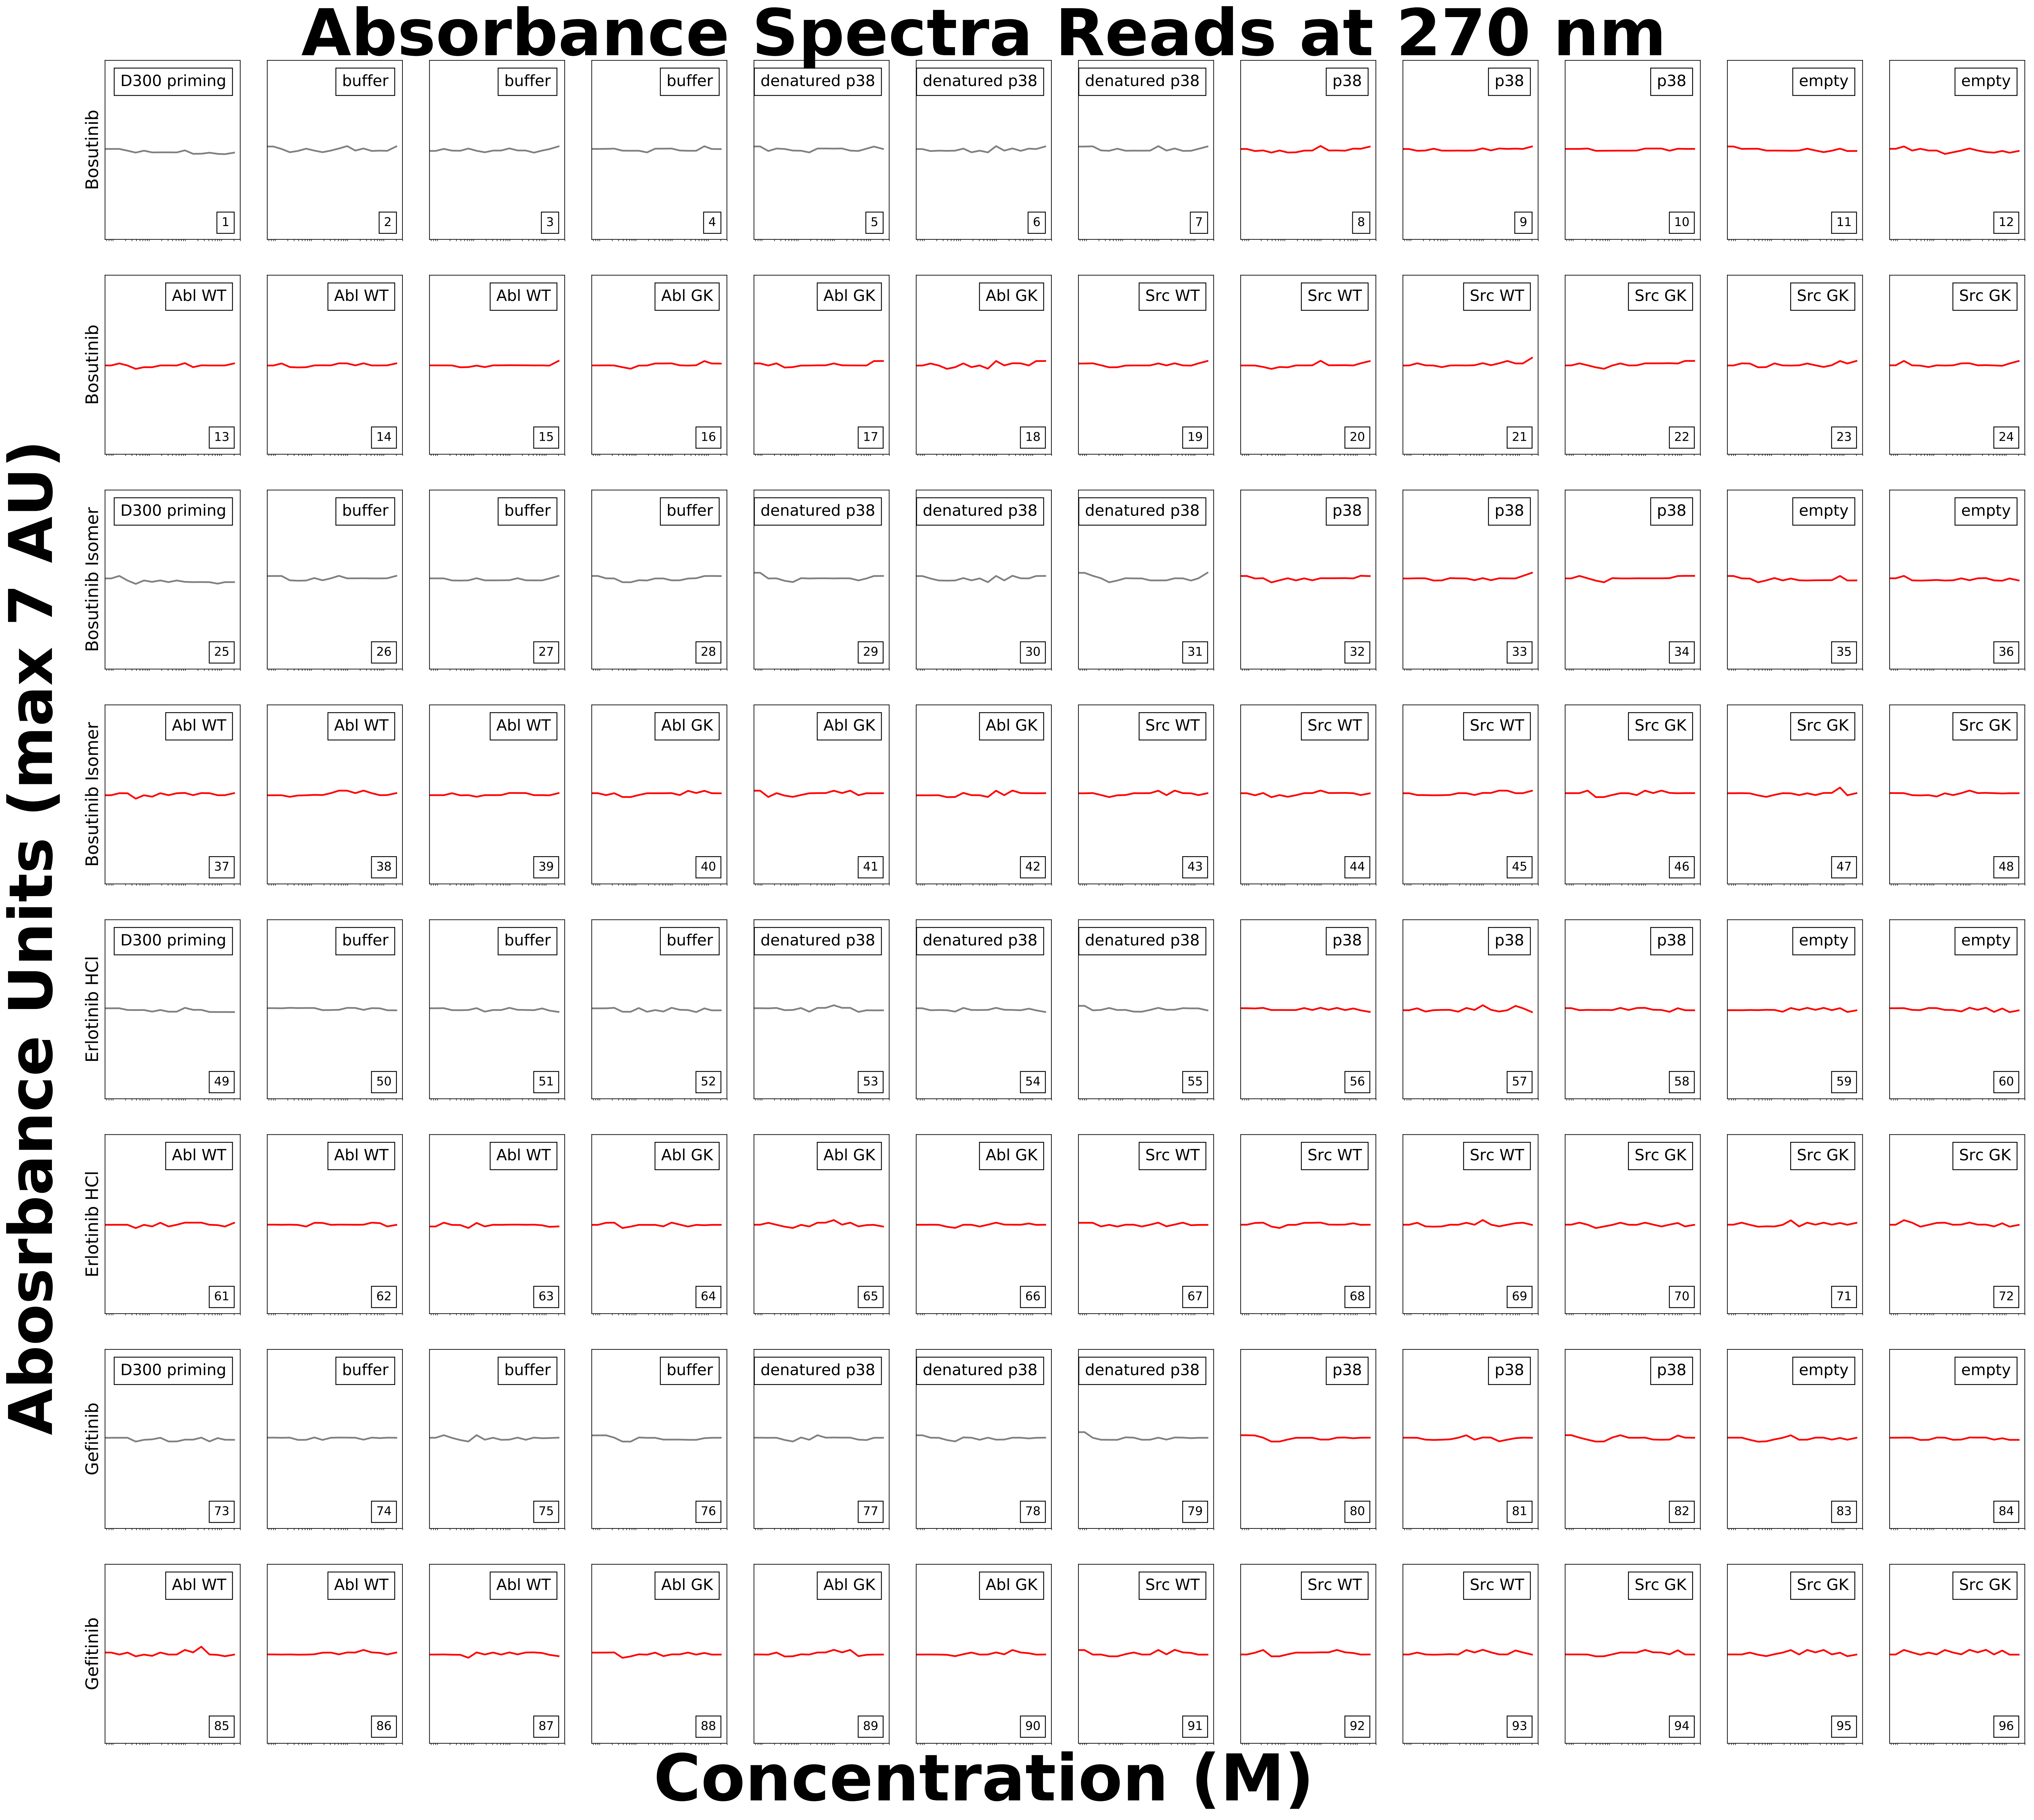 Absorbance Spectra Reads at 270 nm
Abosrbance Units (max 7 AU)
Bosutinib
D300 priming
buffer
buffer
buffer
denatured p38
denatured p38
denatured p38
p38
p38
p38
empty
empty
1
2
3
4
5
6
7
8
9
10
11
12
Bosutinib
Abl WT
Abl WT
Abl WT
Abl GK
Abl GK
Abl GK
Src WT
Src WT
Src WT
Src GK
Src GK
Src GK
13
14
15
16
17
18
19
20
21
22
23
24
Bosutinib Isomer
D300 priming
buffer
buffer
buffer
denatured p38
denatured p38
denatured p38
p38
p38
p38
empty
empty
25
26
27
28
29
30
31
32
33
34
35
36
Bosutinib Isomer
Abl WT
Abl WT
Abl WT
Abl GK
Abl GK
Abl GK
Src WT
Src WT
Src WT
Src GK
Src GK
Src GK
37
38
39
40
41
42
43
44
45
46
47
48
Erlotinib HCl
D300 priming
buffer
buffer
buffer
denatured p38
denatured p38
denatured p38
p38
p38
p38
empty
empty
49
50
51
52
53
54
55
56
57
58
59
60
Erlotinib HCl
Abl WT
Abl WT
Abl WT
Abl GK
Abl GK
Abl GK
Src WT
Src WT
Src WT
Src GK
Src GK
Src GK
61
62
63
64
65
66
67
68
69
70
71
72
Gefitinib
D300 priming
buffer
buffer
buffer
denatured p38
denatured p38
denatured p38
p38
p38
p38
empty
empty
73
74
75
76
77
78
79
80
81
82
83
84
Gefitinib
Abl WT
Abl WT
Abl WT
Abl GK
Abl GK
Abl GK
Src WT
Src WT
Src WT
Src GK
Src GK
Src GK
85
86
87
88
89
90
91
92
93
94
95
96
Concentration (M)